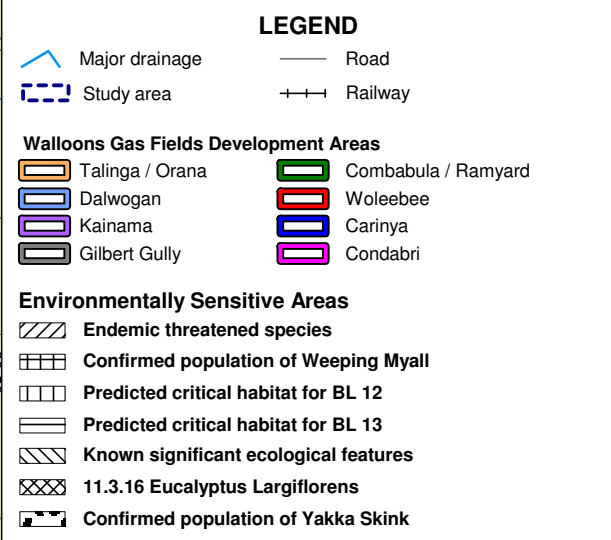 LEGEND
Major drainage Road
Study area Railway
Walloons Gas Fields Development Areas
Talinga / Orana Combabula / Ramyard
Dalwogan Woleebee
Kainama Carinya
Gilbert Gully Condabri
Environmentally Sensitive Areas
Endemic threatened species
Confirmed population of Weeping Myall
Predicted critical habitat for BL 12
Predicted critical habitat for BL 13
Known significant ecological features
11.3.16 Eucalyptus Largiflorens
Confirmed population of Yakka Skink